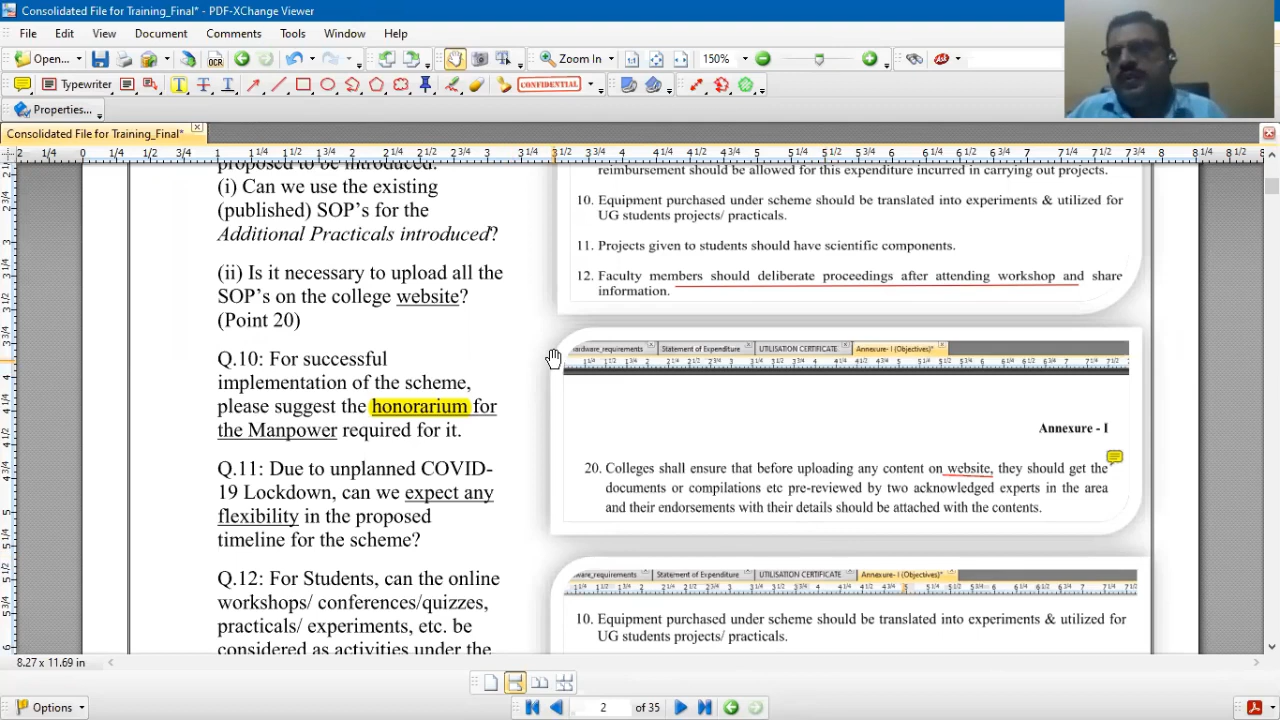 Consolidated File for Training_Final* - PDF-XChange Viewer
File Edit View Document Comments Tools Window Help
Open... OCR Zoom In 150%
Typewriter CONFIDENTIAL
Properties...
Consolidated File for Training_Final*
proposed to be introduced.
(i) Can we use the existing
(published) SOP's for the
Additional Practicals introduced?
(ii) Is it necessary to upload all the
SOP's on the college website?
(Point 20)
Q.10: For successful
implementation of the scheme,
please suggest the honorarium for
the Manpower required for it.
Q.11: Due to unplanned COVID-
19 Lockdown, can we expect any
flexibility in the proposed
timeline for the scheme?
Q.12: For Students, can the online
workshops/ conferences/quizzes,
practicals/ experiments, etc. be
considered as activities under the
reimbursement should be allowed for this expenditure incurred in carrying out projects.
10. Equipment purchased under scheme should be translated into experiments & utilized for
UG students projects/ practicals.
11. Projects given to students should have scientific components.
12. Faculty members should deliberate proceedings after attending workshop and share
information.
ardware_requirements Statement of Expenditure UTILISATION CERTIFICATE Annexure- I (Objectives)*
Annexure - I
20. Colleges shall ensure that before uploading any content on website, they should get the
documents or compilations etc pre-reviewed by two acknowledged experts in the area
and their endorsements with their details should be attached with the contents.
ware_requirements Statement of Expenditure UTILISATION CERTIFICATE Annexure- I (Objectives)*
10. Equipment purchased under scheme should be translated into experiments & utilized for
UG students projects/ practicals.
8.27 x 11.69 in
Options 2 of 35